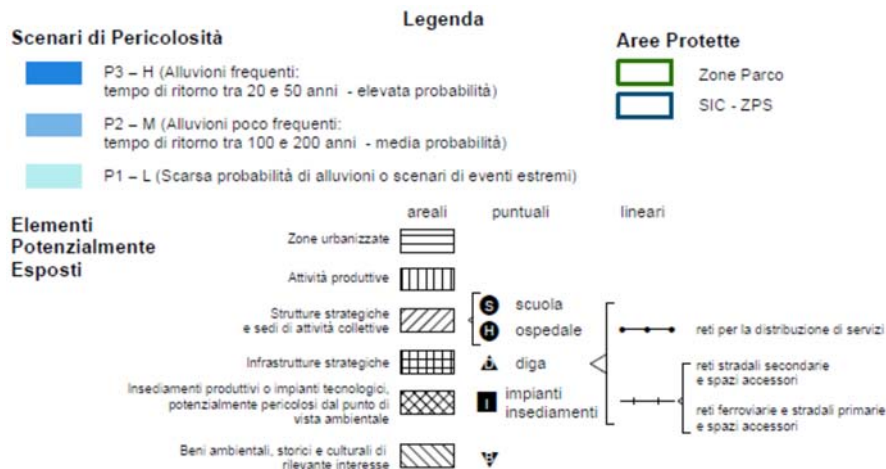 Legenda
Scenari di Pericolosità
P3 – H (Alluvioni frequenti:
tempo di ritorno tra 20 e 50 anni - elevata probabilità)
P2 – M (Alluvioni poco frequenti:
tempo di ritorno tra 100 e 200 anni - media probabilità)
P1 – L (Scarsa probabilità di alluvioni o scenari di eventi estremi)
Aree Protette
Zone Parco
SIC - ZPS
Elementi
Potenzialmente
Esposti
areali
puntuali
lineari
Zone urbanizzate
Attività produttive
Strutture strategiche
e sedi di attività collettive
S scuola
H ospedale
Infrastrutture strategiche
diga
Insediamenti produttivi o impianti tecnologici,
potenzialmente pericolosi dal punto di
vista ambientale
I impianti
insediamenti
Beni ambientali, storici e culturali di
rilevante interesse
B
reti per la distribuzione di servizi
reti stradali secondarie
e spazi accessori
reti ferroviarie e stradali primarie
e spazi accessori